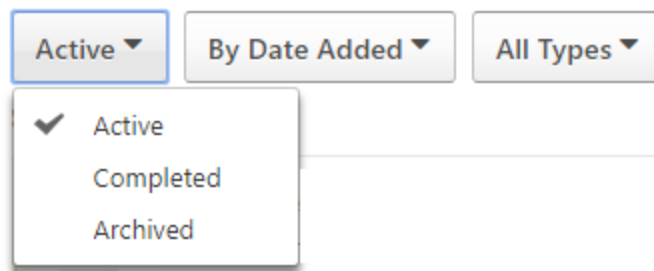 Active By Date Added All Types
Active
Completed
Archived